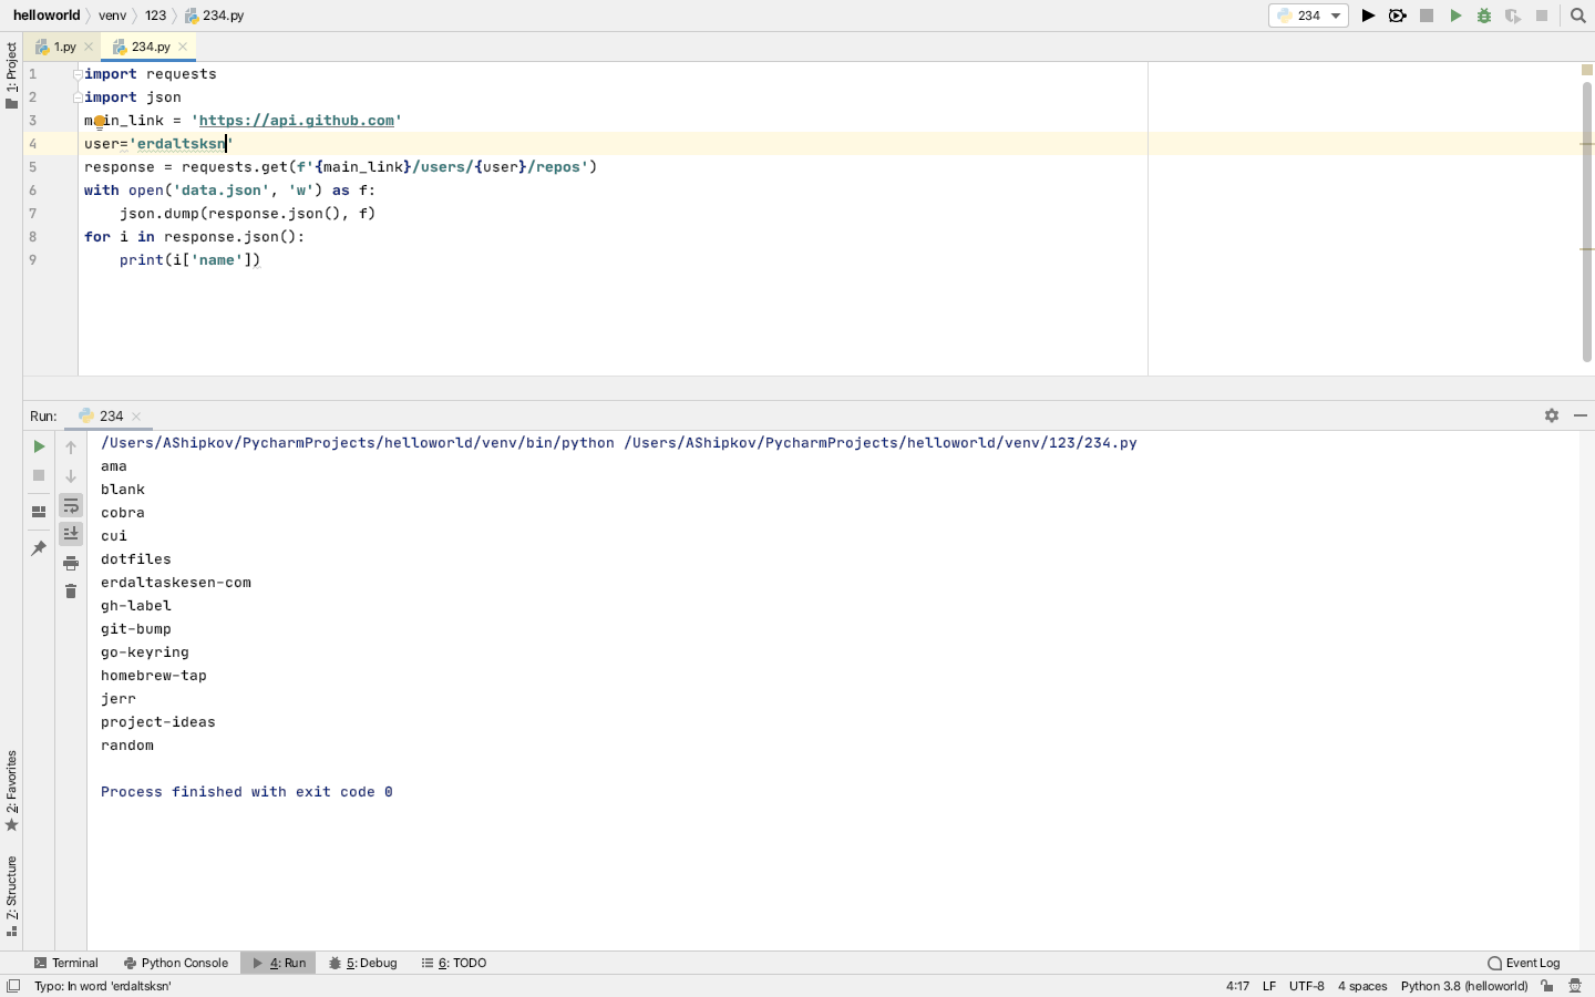 helloworld venv 123 234.py
234
1: Project
1.py 234.py
1 import requests
2 import json
3 main_link = 'https://api.github.com'
4 user='erdaltsksn'
5 response = requests.get(f'{main_link}/users/{user}/repos')
6 with open('data.json', 'w') as f:
7 json.dump(response.json(), f)
8 for i in response.json():
9 print(i['name'])
Run: 234
/Users/AShipkov/PycharmProjects/helloworld/venv/bin/python /Users/AShipkov/PycharmProjects/helloworld/venv/123/234.py
ama
blank
cobra
cui
dotfiles
erdaltaskesen-com
gh-label
git-bump
go-keyring
homebrew-tap
jerr
project-ideas
random
Process finished with exit code 0
2: Favorites
Z: Structure
Terminal Python Console 4: Run 5: Debug 6: TODO Event Log
Typo: In word 'erdaltsksn' 4:17 LF UTF-8 4 spaces Python 3.8 (helloworld)